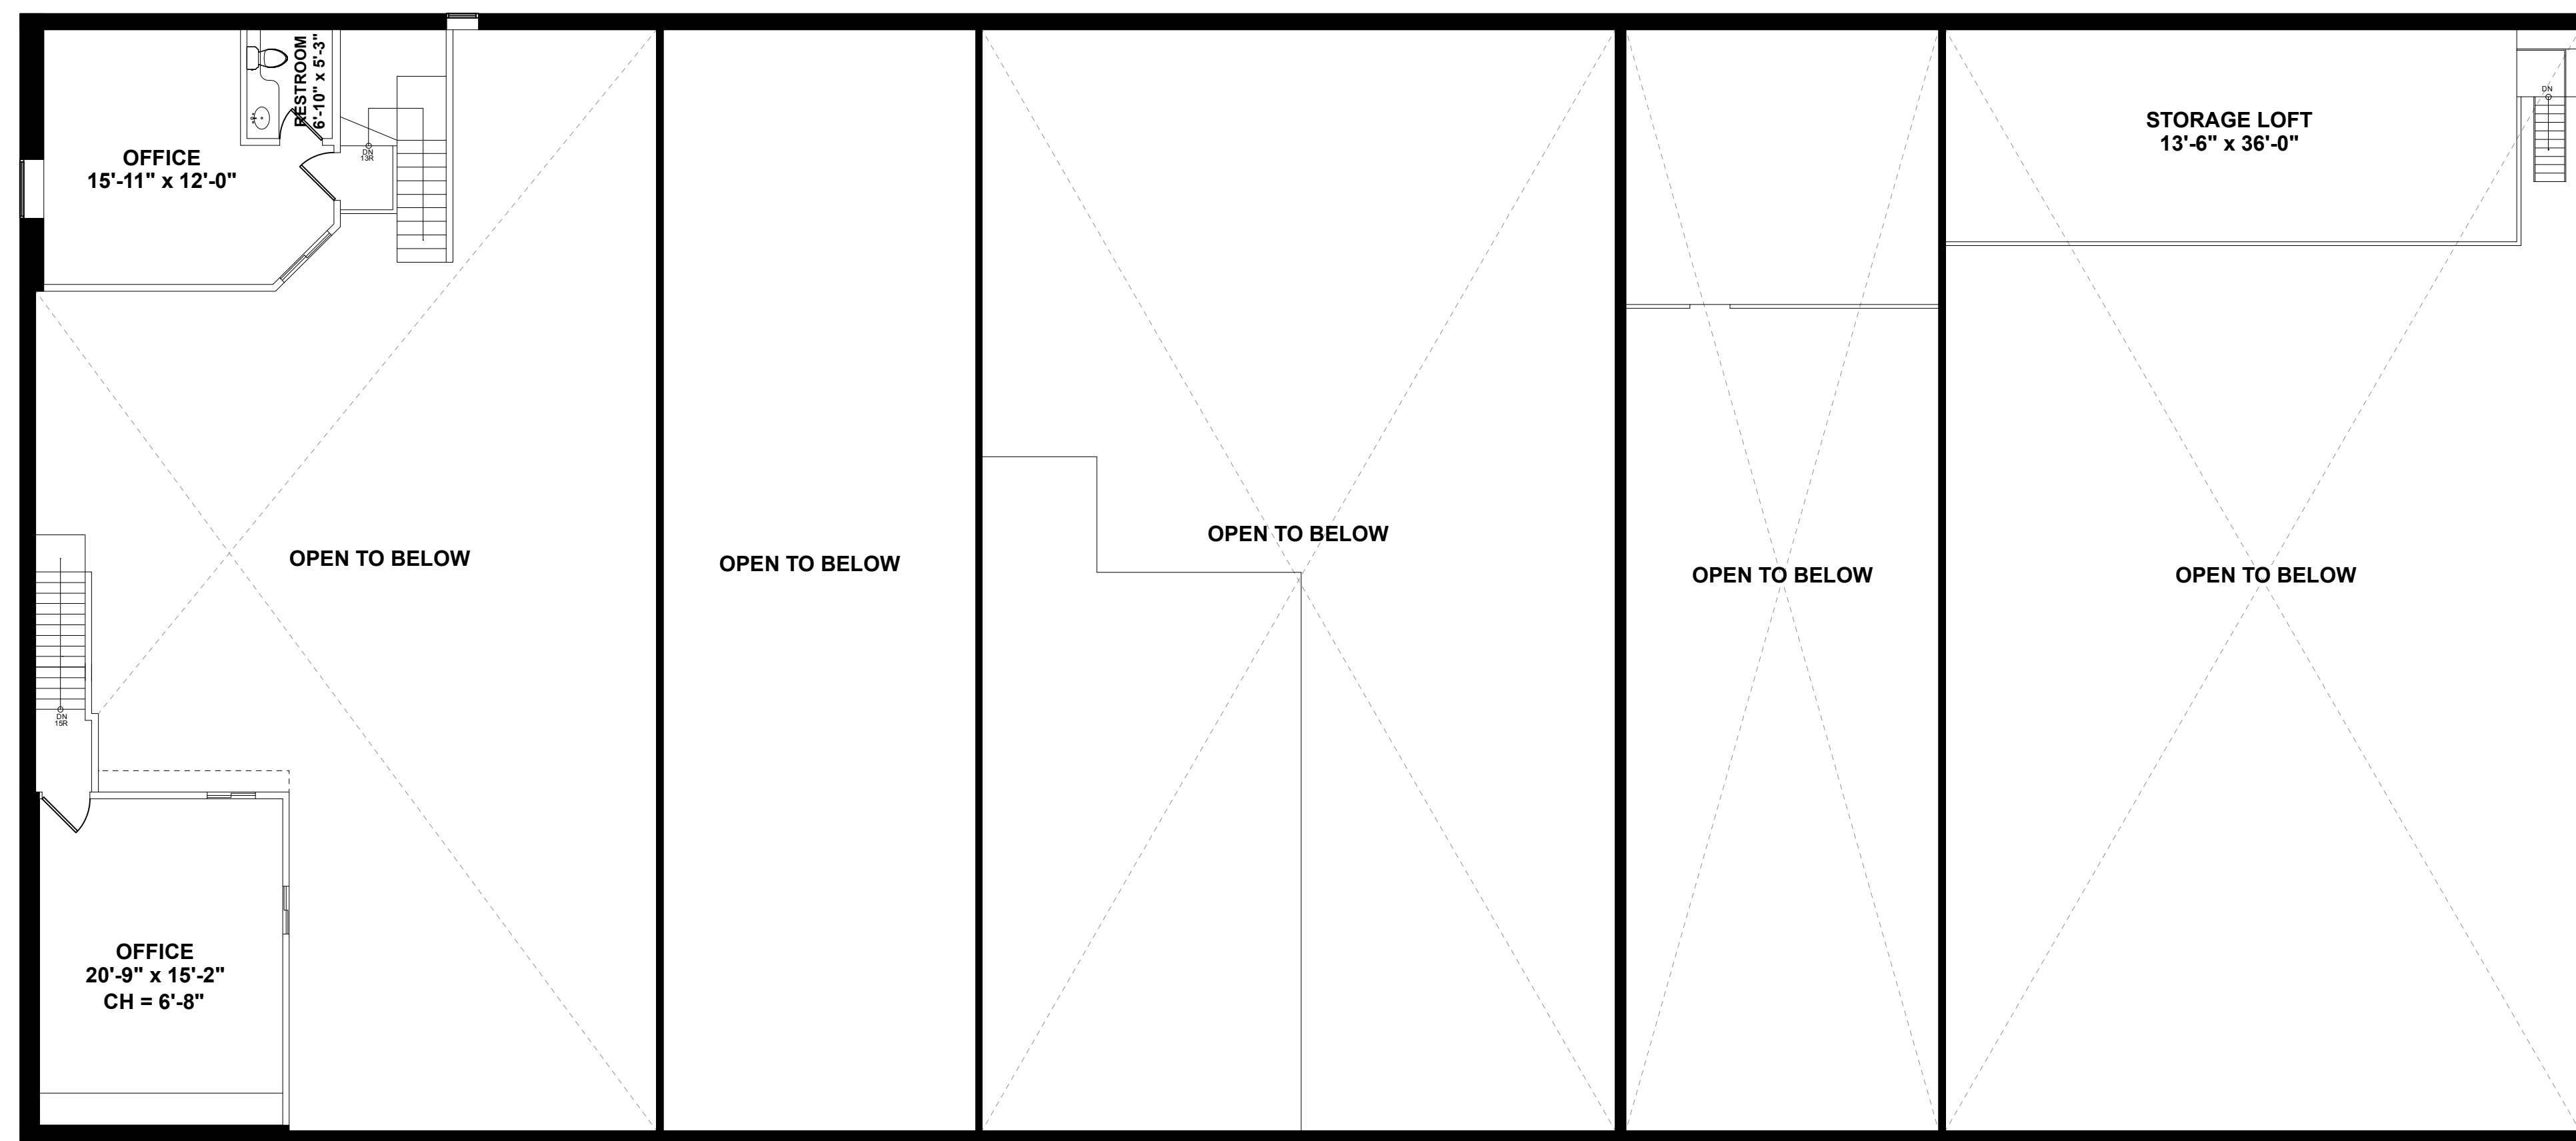 RESTROOM
6'-10" x 5'-3"
OFFICE
15'-11" x 12'-0"
DN
13R
STORAGE LOFT
13'-6" x 36'-0"
DN
OPEN TO BELOW
OPEN TO BELOW
OPEN TO BELOW
OPEN TO BELOW
OPEN TO BELOW
DN
15R
OFFICE
20'-9" x 15'-2"
CH = 6'-8"